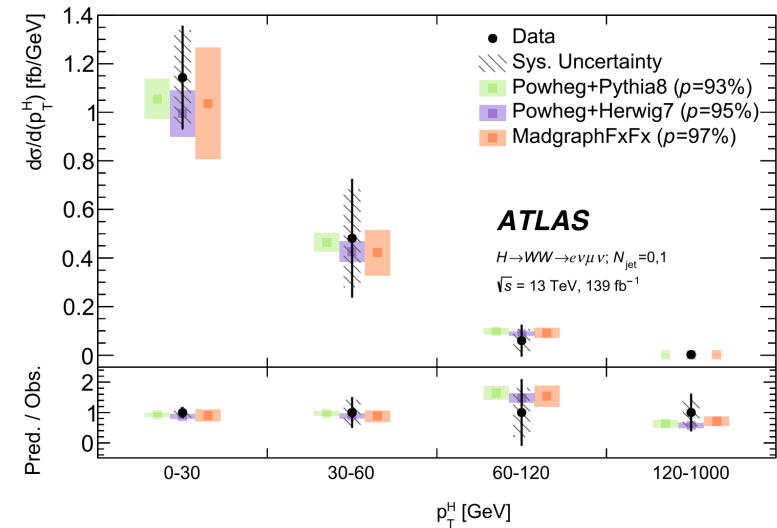 dσ/d(p_T^H) [fb/GeV]
1.4
1.2
1
0.8
0.6
0.4
0.2
0
Data
Sys. Uncertainty
Powheg+Pythia8 (p=93%)
Powheg+Herwig7 (p=95%)
MadgraphFxFx (p=97%)
ATLAS
H→WW→eνμν; N_jet=0,1
√s = 13 TeV, 139 fb⁻¹
Pred. / Obs.
2
1
0
0-30 30-60 60-120 120-1000
p_T^H [GeV]